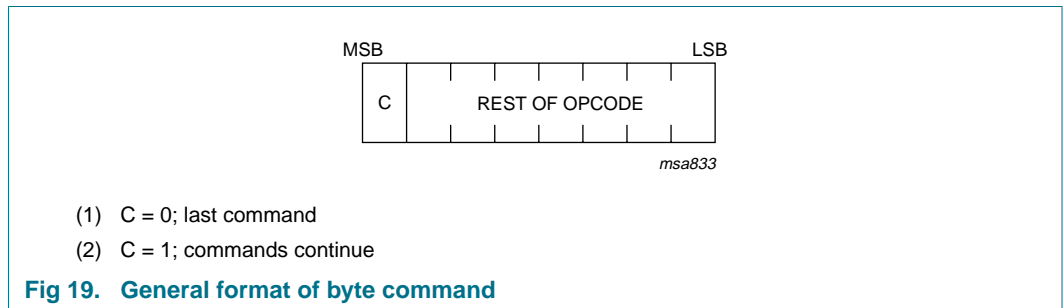 MSB LSB
C REST OF OPCODE
msa833
(1) C = 0; last command
(2) C = 1; commands continue
Fig 19. General format of byte command